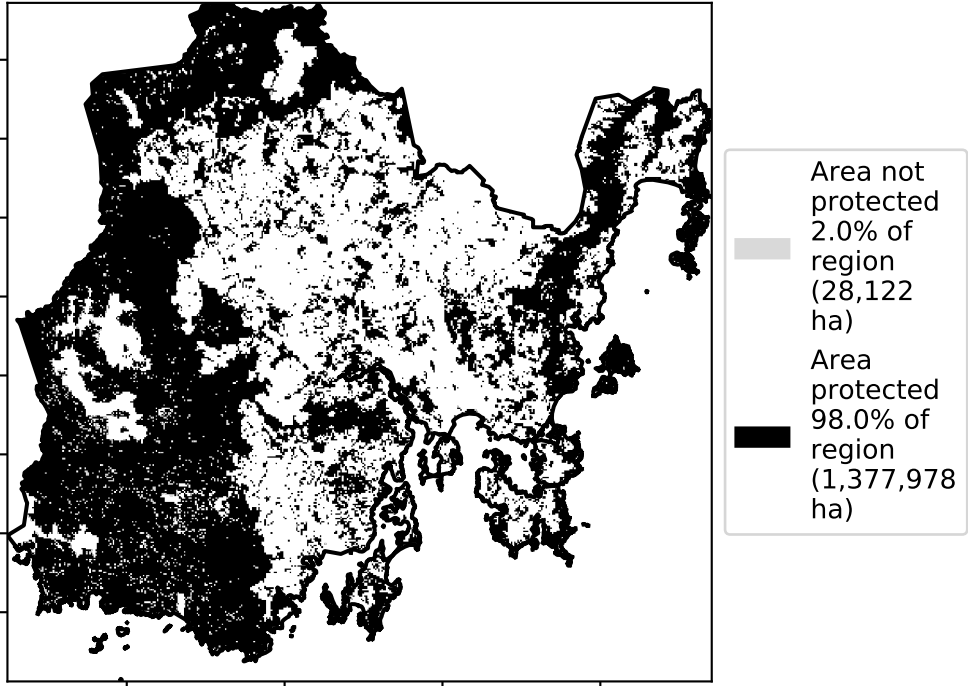 Area not
protected
2.0% of
region
(28,122
ha)
Area
protected
98.0% of
region
(1,377,978
ha)